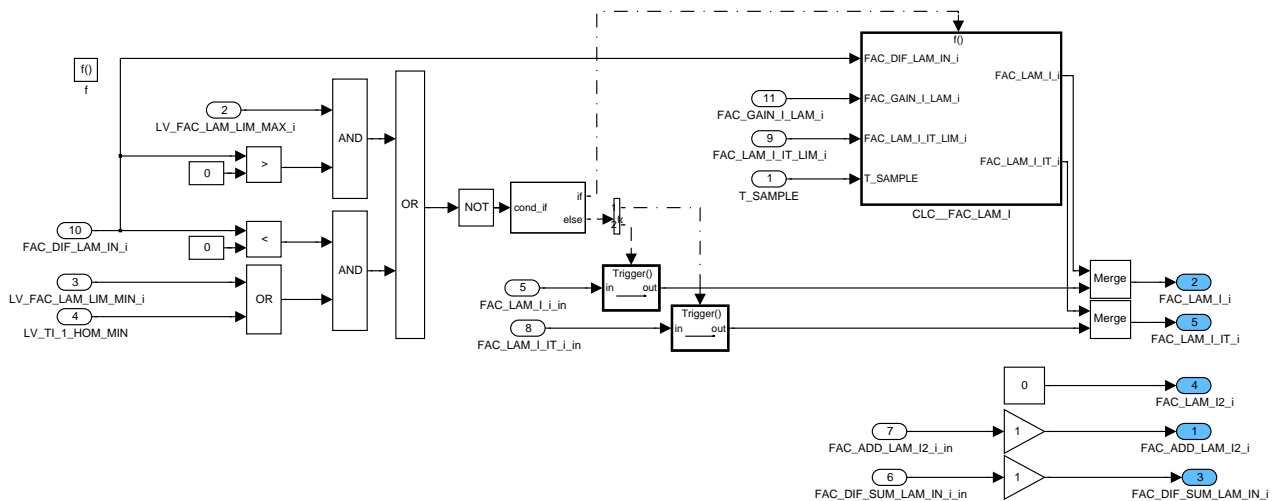 f()
f
2
LV_FAC_LAM_LIM_MAX_i
0
>
AND
10
FAC_DIF_LAM_IN_i
0
<
3
LV_FAC_LAM_LIM_MIN_i
4
LV_TI_1_HOM_MIN
OR
AND
OR
NOT
cond_if
if
else
1
2
f()
FAC_DIF_LAM_IN_i
FAC_GAIN_I_LAM_i
FAC_LAM_I_IT_LIM_i
T_SAMPLE
FAC_LAM_I_i
FAC_LAM_I_IT_i
CLC__FAC_LAM_I
11
FAC_GAIN_I_LAM_i
9
FAC_LAM_I_IT_LIM_i
1
T_SAMPLE
5
FAC_LAM_I_i_in
Trigger()
in
out
8
FAC_LAM_I_IT_i_in
Trigger()
in
out
Merge
2
FAC_LAM_I_i
Merge
5
FAC_LAM_I_IT_i
0
4
FAC_LAM_I2_i
7
FAC_ADD_LAM_I2_i_in
1
1
FAC_ADD_LAM_I2_i
6
FAC_DIF_SUM_LAM_IN_i_in
1
3
FAC_DIF_SUM_LAM_IN_i